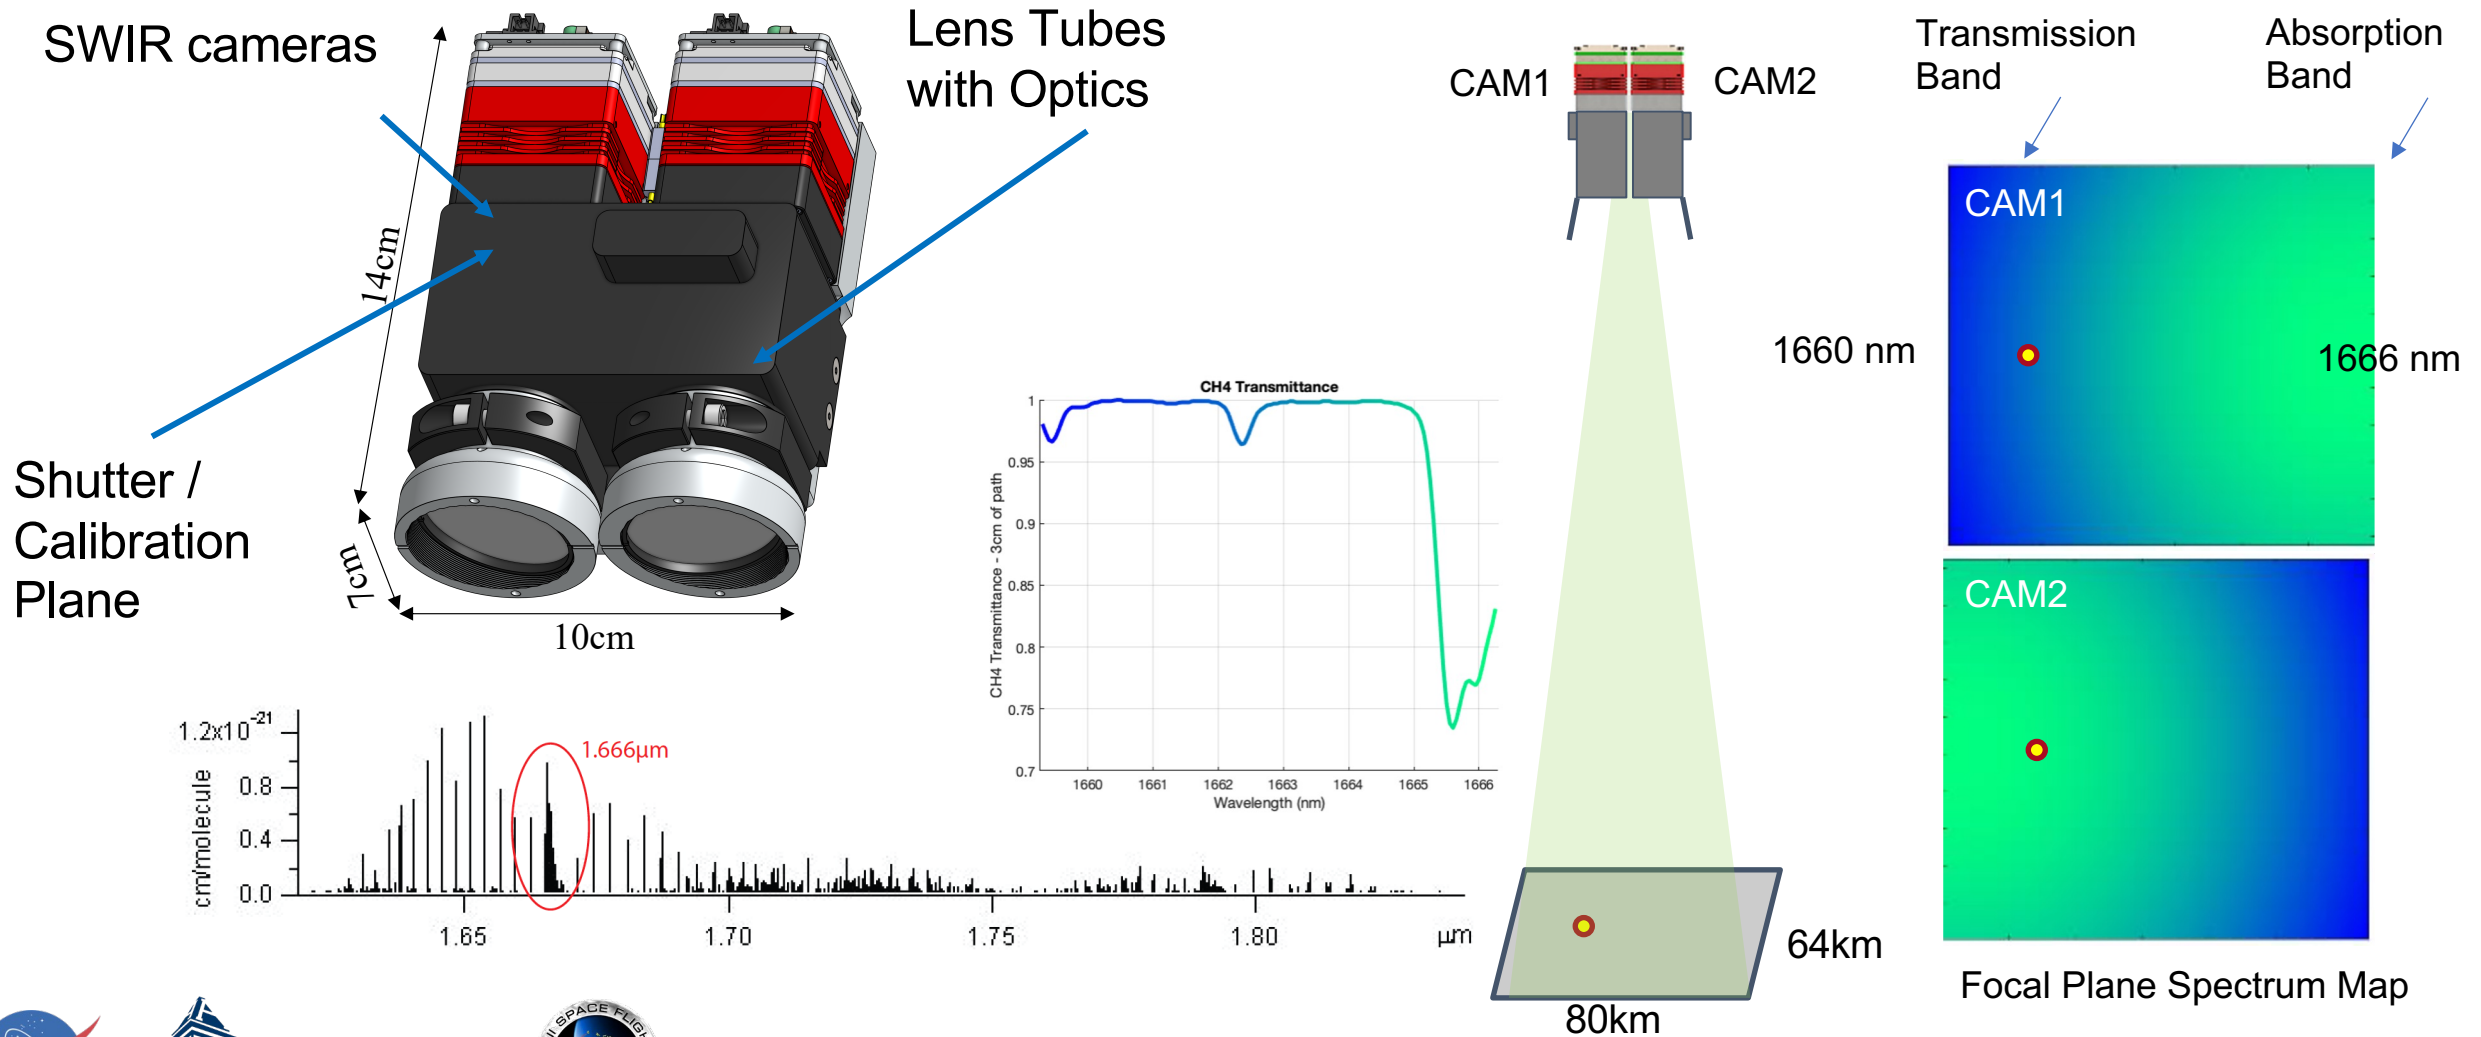 SWIR cameras
Lens Tubes
with Optics
14cm
7cm
10cm
Shutter /
Calibration
Plane
CAM1
CAM2
Transmission
Band
Absorption
Band
CAM1
1660 nm
1666 nm
CAM2
Focal Plane Spectrum Map
CH4 Transmittance
CH4 Transmittance - 3cm of path
1
0.95
0.9
0.85
0.8
0.75
0.7
1660
1661
1662
1663
1664
1665
1666
Wavelength (nm)
64km
80km
1.2x10-21
0.8
0.4
0.0
cm/molecule
1.666µm
1.65
1.70
1.75
1.80
µm
SPACE